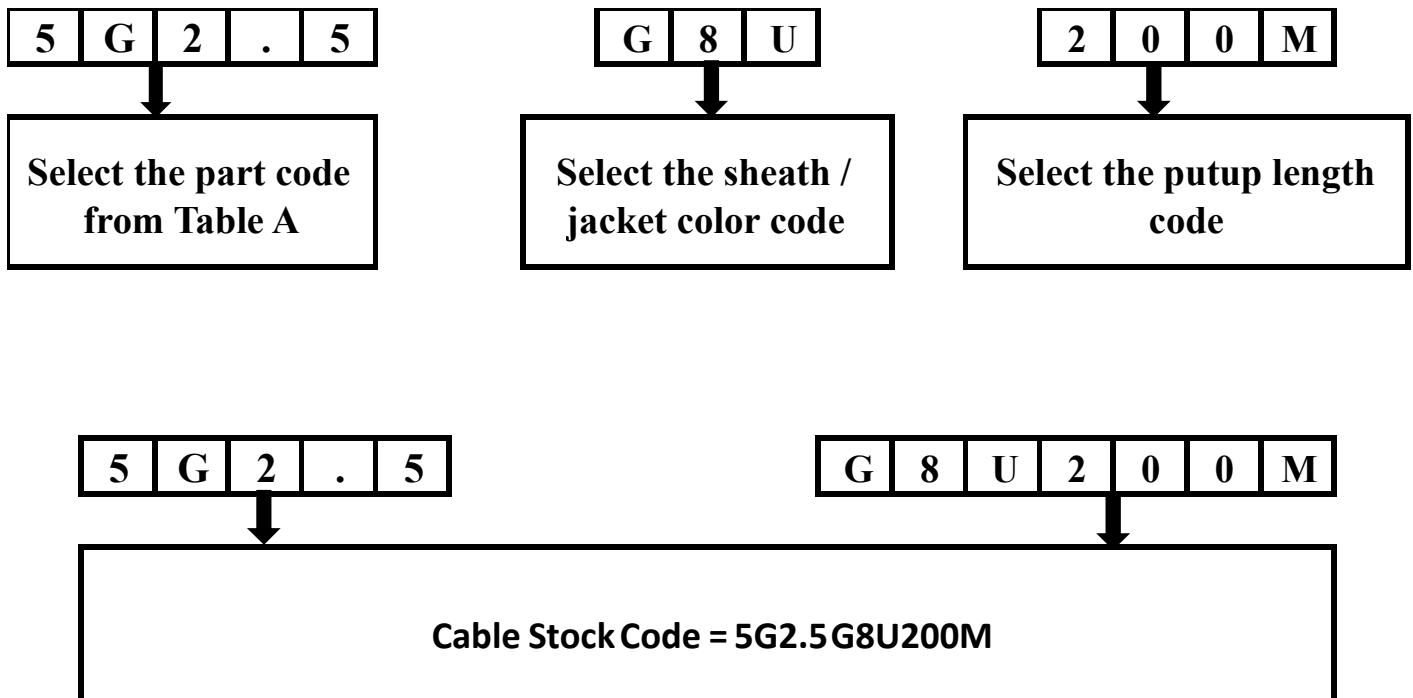 5 G 2 . 5
G 8 U
2 0 0 M
Select the part code
from Table A
Select the sheath /
jacket color code
Select the putup length
code
5 G 2 . 5
G 8 U 2 0 0 M
Cable Stock Code = 5G2.5G8U200M